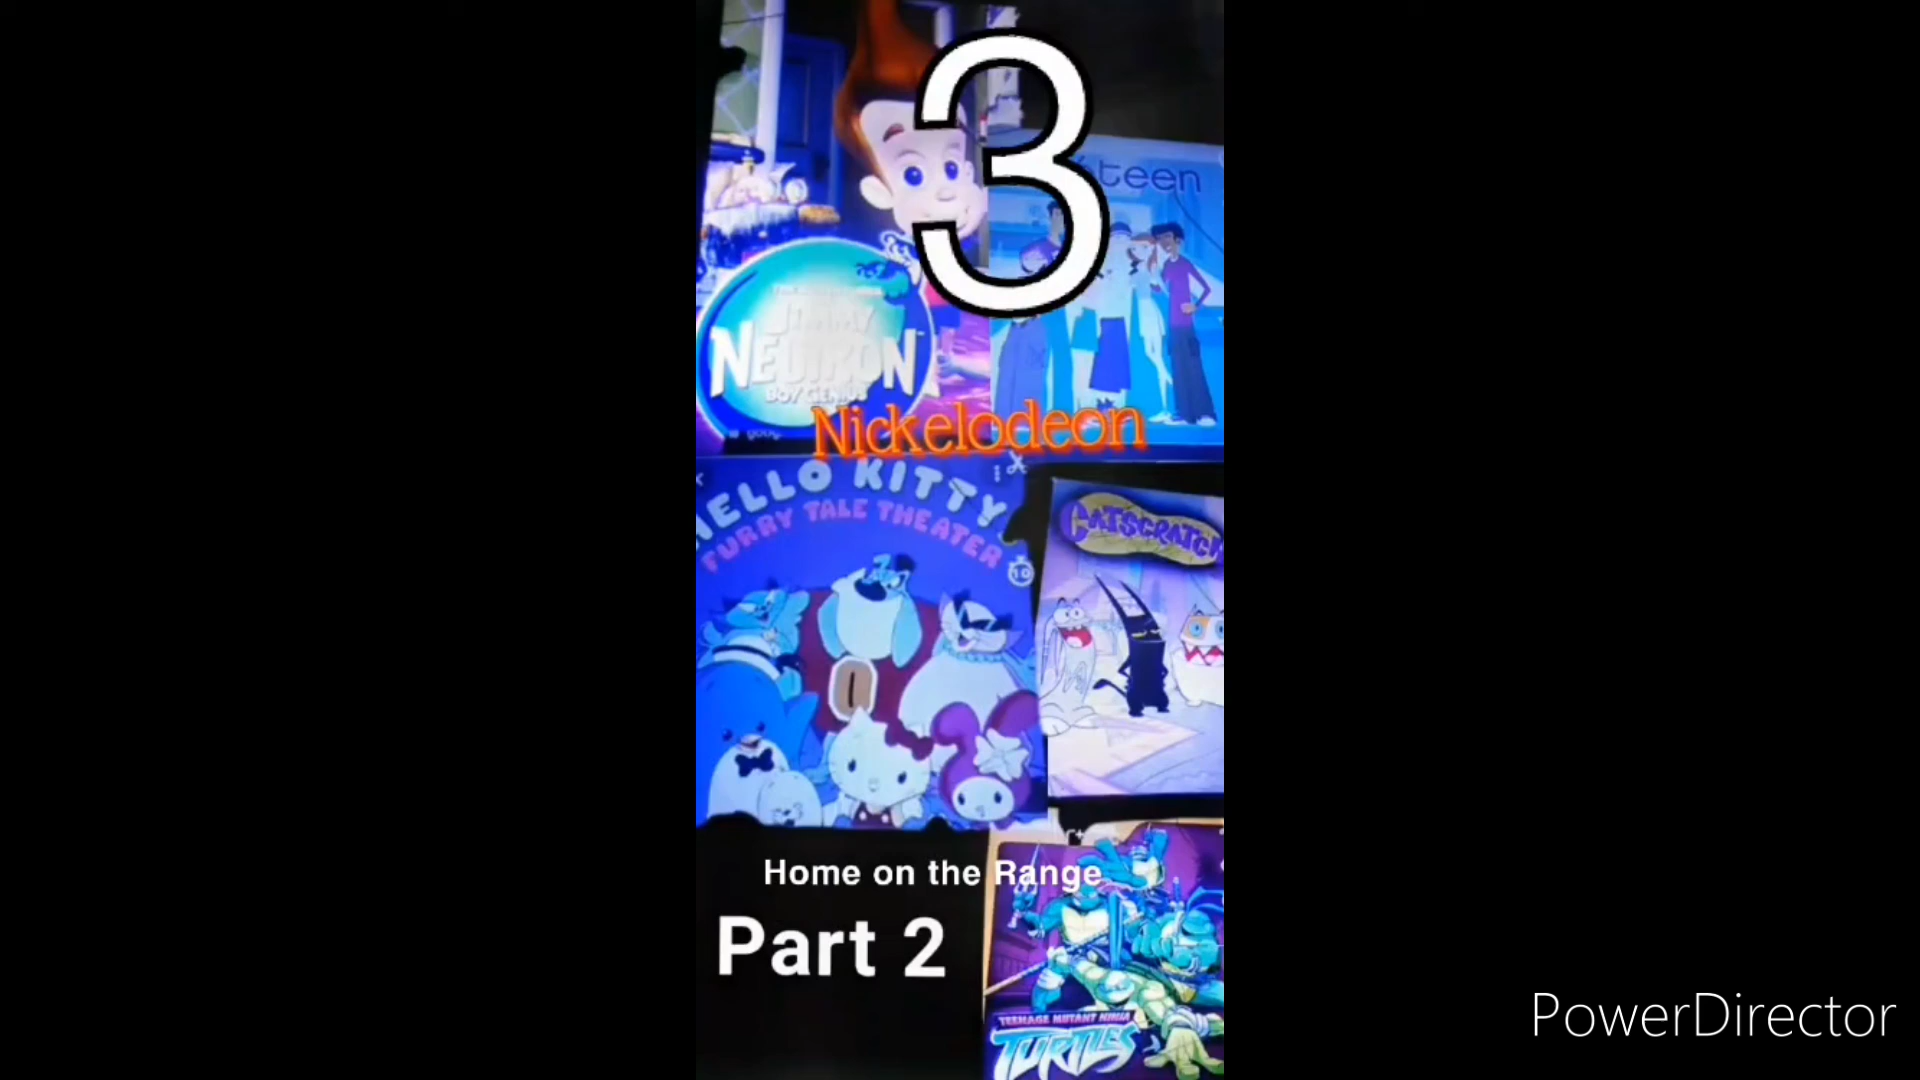 3
teen
JIMMY
NEUTRON
BOY GENIUS
Nickelodeon
HELLO KITTY
FURRY TALE THEATER
10
CATSCRATCH
Home on the Range
Part 2
TEENAGE MUTANT NINJA
TURTLES
PowerDirector